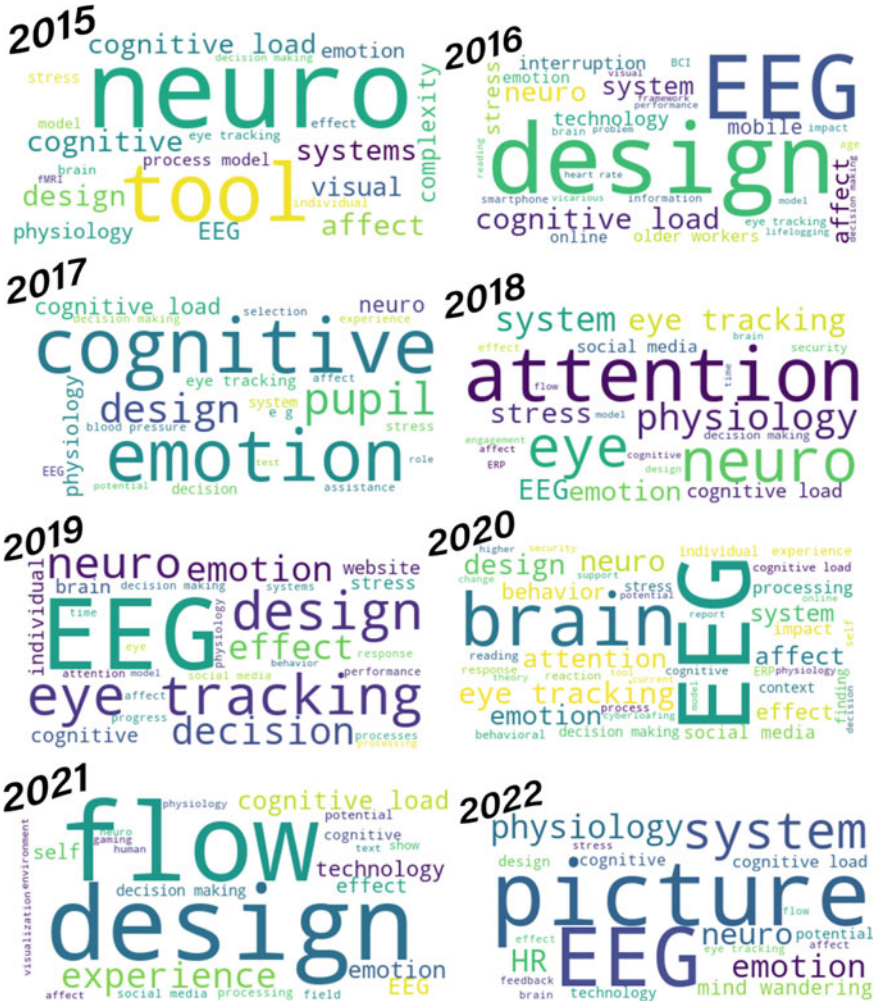 2015
cognitive load emotion
decision making
stress
neuro
complexity
model
effect
cognitive eye tracking
process model systems
brain
fMRI
tool
visual
design
individual
physiology EEG affect
2016
interruption BCI
visual
emotion
stress neuro system
framework
performance
EEG
technology
mobile impact
brain problem
reading
design
age
heart rate
affect
decision making
smartphone vicarious information model
cognitive load eye tracking
lifelogging
online older workers
2017
cognitive load selection neuro
decision making experience
cognitive
eye tracking affect
physiology
design system pupil
e g
blood pressure stress
emotion
EEG
test
role
potential decision assistance
2018
system eye tracking
brain
effect social media security
attention
flow
time
stress model physiology
decision making
engagement
affect eye cognitive neuro
ERP
design
EEG emotion cognitive load
2019
individual
neuro emotion website
brain decision making systems stress
time
EEG
physiology
design
eye
effect response
behavior
attention model social media performance
eye tracking
affect
progress
cognitive decision processes
processing
2020
higher security individual experience
design neuro cognitive load
change support
behavior stress processing
potential
online
brain
EEG
report
system
impact
self
reading attention affect
response cognitive ERP physiology
theory reaction tool current
eye tracking model context
process
emotion cyberloafing effect
finding
decision
behavioral decision making social media
2021
physiology cognitive load
flow
potential
neuro
gaming
human
cognitive
self text show
technology
decision making effect
visualization environment
design
experience emotion
EEG
affect social media processing field
2022
physiology system
stress
design cognitive cognitive load
picture
flow
effect
EEG
neuro potential
eye tracking affect
HR emotion
feedback
mind wandering
brain technology